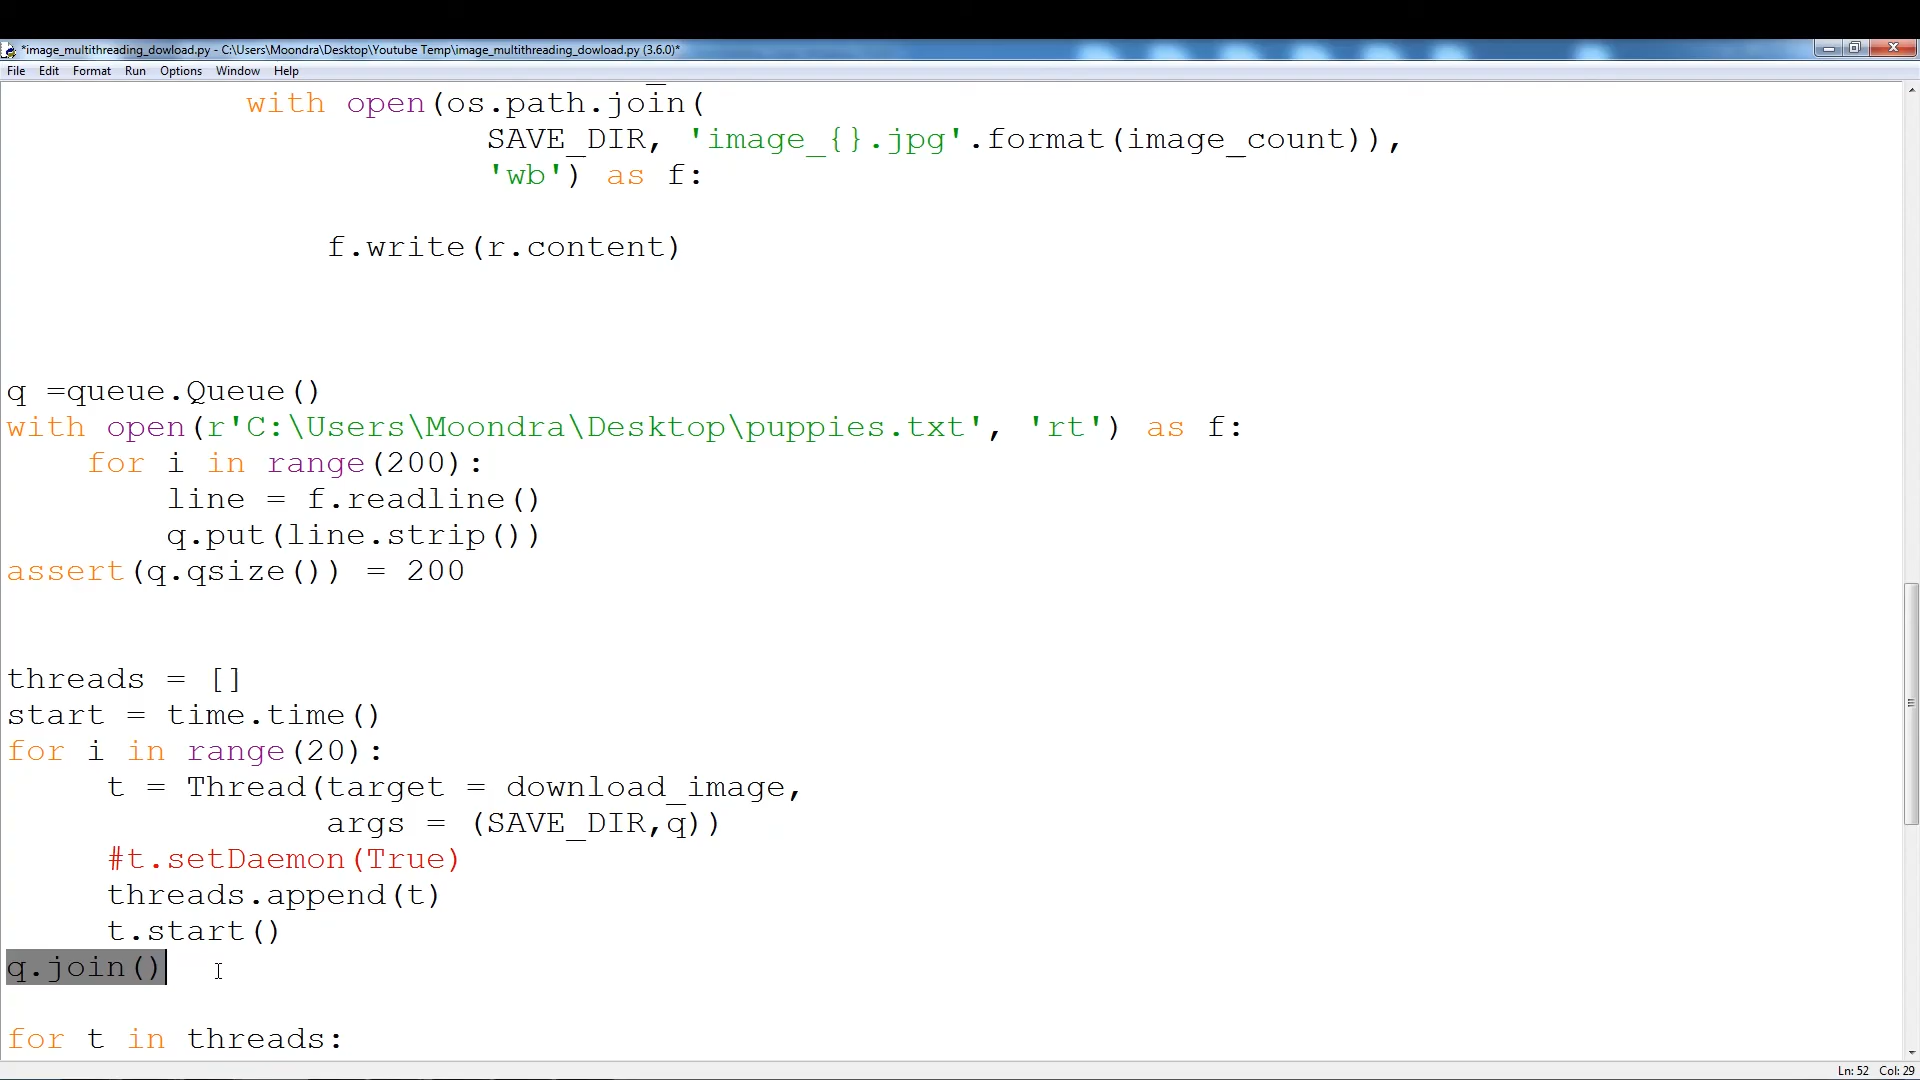 *image_multithreading_dowload.py - C:\Users\Moondra\Desktop\Youtube Temp\image_multithreading_dowload.py (3.6.0)*
File Edit Format Run Options Window Help
with open(os.path.join(
SAVE_DIR, 'image_{}.jpg'.format(image_count)),
'wb') as f:
f.write(r.content)
q =queue.Queue()
with open(r'C:\Users\Moondra\Desktop\puppies.txt', 'rt') as f:
for i in range(200):
line = f.readline()
q.put(line.strip())
assert(q.qsize()) = 200
threads = []
start = time.time()
for i in range(20):
t = Thread(target = download_image,
args = (SAVE_DIR,q))
#t.setDaemon(True)
threads.append(t)
t.start()
q.join()
for t in threads:
Ln: 52 Col: 29